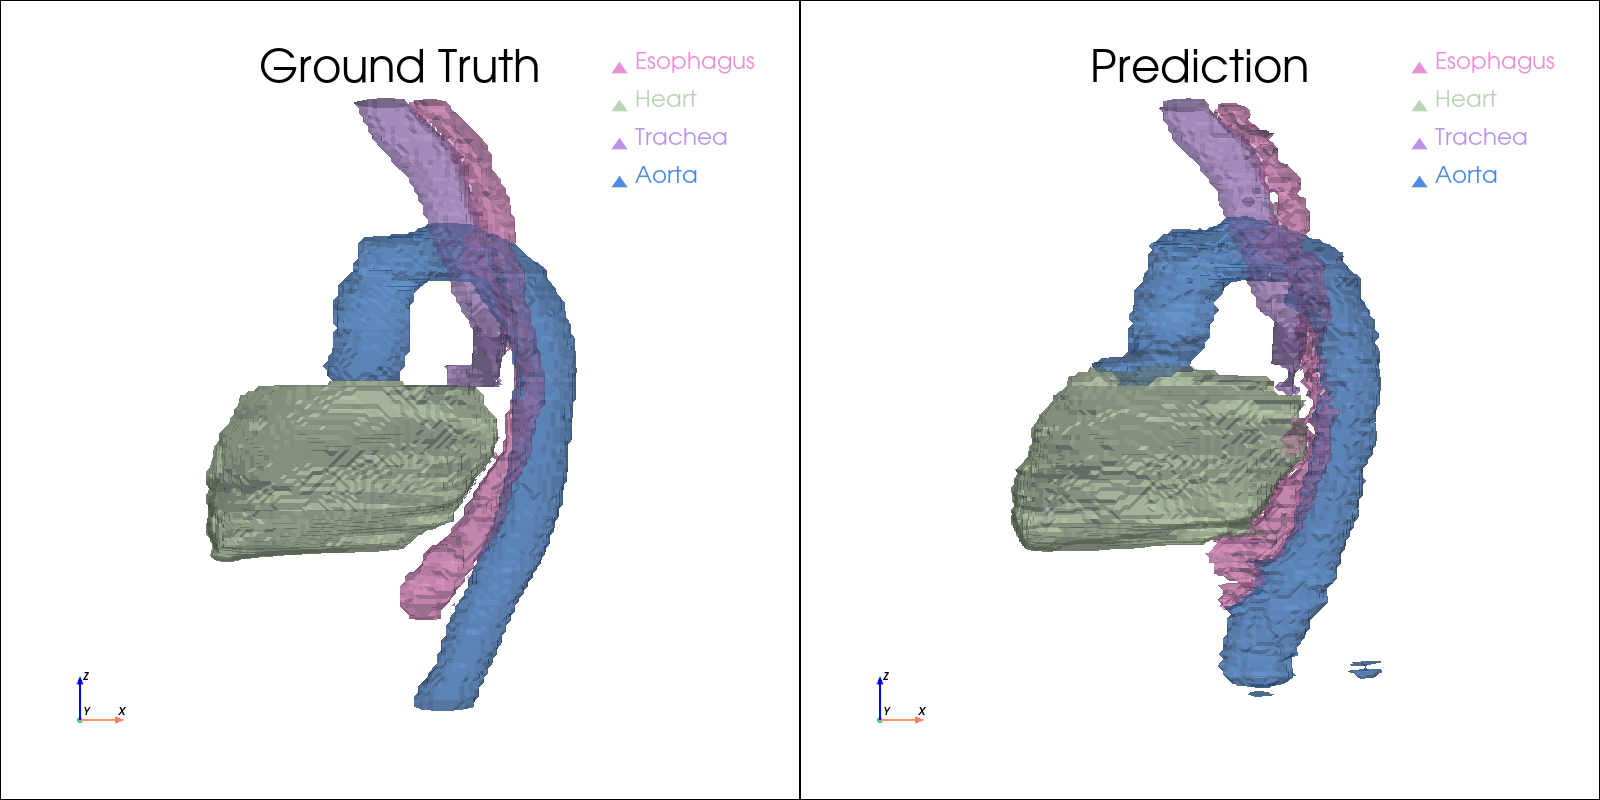 Ground Truth
Esophagus
Heart
Trachea
Aorta
Z
Y X
Prediction
Esophagus
Heart
Trachea
Aorta
Z
Y X